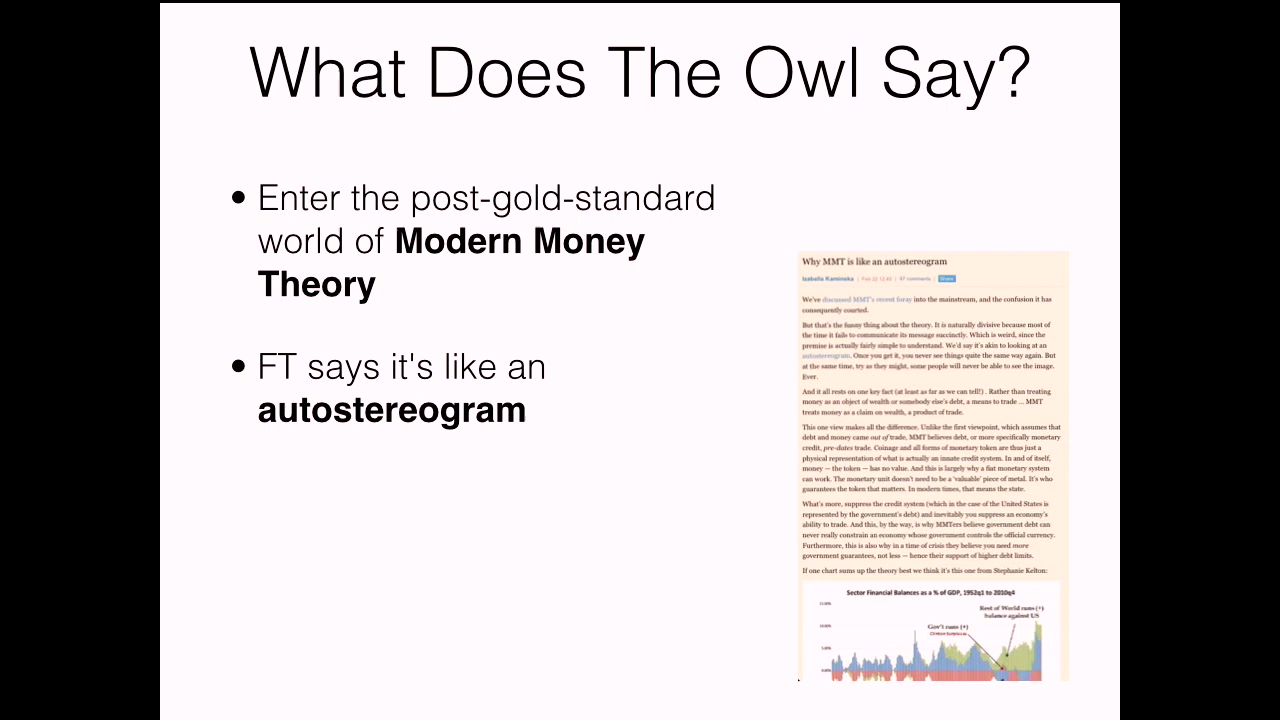 What Does The Owl Say?
• Enter the post-gold-standard
world of Modern Money
Theory
• FT says it's like an
autostereogram
Why MMT is like an autostereogram
Izabella Kaminska | Feb 22 12:40 | 97 comments | Share
We've discussed MMT's recent foray into the mainstream, and the confusion it has
consequently courted.
But that's the funny thing about the theory. It is naturally divisive because most of
the time it fails to communicate its message succinctly. Which is weird, since the
premise is actually fairly simple to understand. We'd say it's akin to looking at an
autostereogram. Once you get it, you never see things quite the same way again. But
at the same time, try as they might, some people will never be able to see the image.
Ever.
And it all rests on one key fact (at least as far as we can tell!) . Rather than treating
money as an object of wealth or somebody else's debt, a means to trade ... MMT
treats money as a claim on wealth, a product of trade.
This one view makes all the difference. Unlike the first viewpoint, which assumes that
debt and money came out of trade, MMT believes debt, or more specifically monetary
credit, pre-dates trade. Coinage and all forms of monetary token are thus just a
physical representation of what is actually an innate credit system. In and of itself,
money — the token — has no value. And this is largely why a fiat monetary system
can work. The monetary unit doesn't need to be a 'valuable' piece of metal. It's who
guarantees the token that matters. In modern times, that means the state.
What's more, suppress the credit system (which in the case of the United States is
represented by the government's debt) and inevitably you suppress an economy's
ability to trade. And this, by the way, is why MMTers believe government debt can
never really constrain an economy whose government controls the official currency.
Furthermore, this is also why in a time of crisis they believe you need more
government guarantees, not less — hence their support of higher debt limits.
If one chart sums up the theory best we think it's this one from Stephanie Kelton:
Sector Financial Balances as a % of GDP, 1952q1 to 2010q4
15.00%
Rest of World runs (+)
balance against US
10.00%
Gov't runs (+)
Clinton Surpluses
5.00%
0.00%